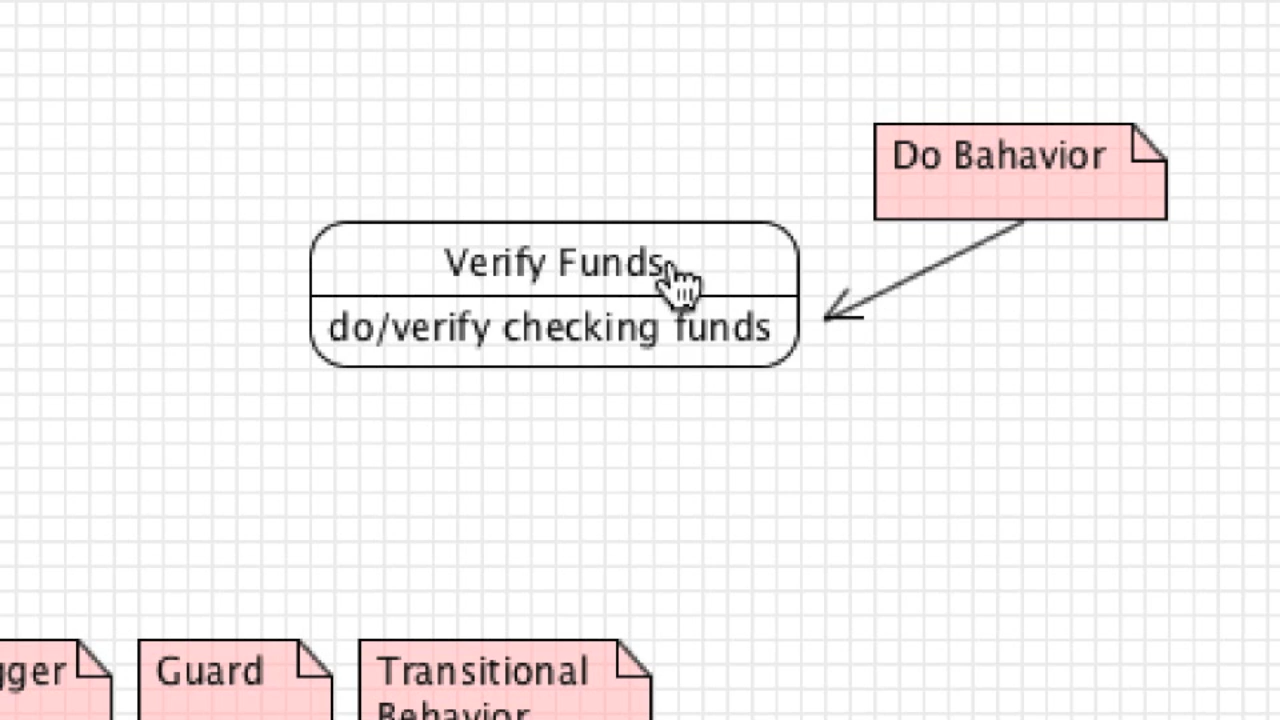 Do Bahavior
Verify Funds
do/verify checking funds
gger
Guard
Transitional
Behavior